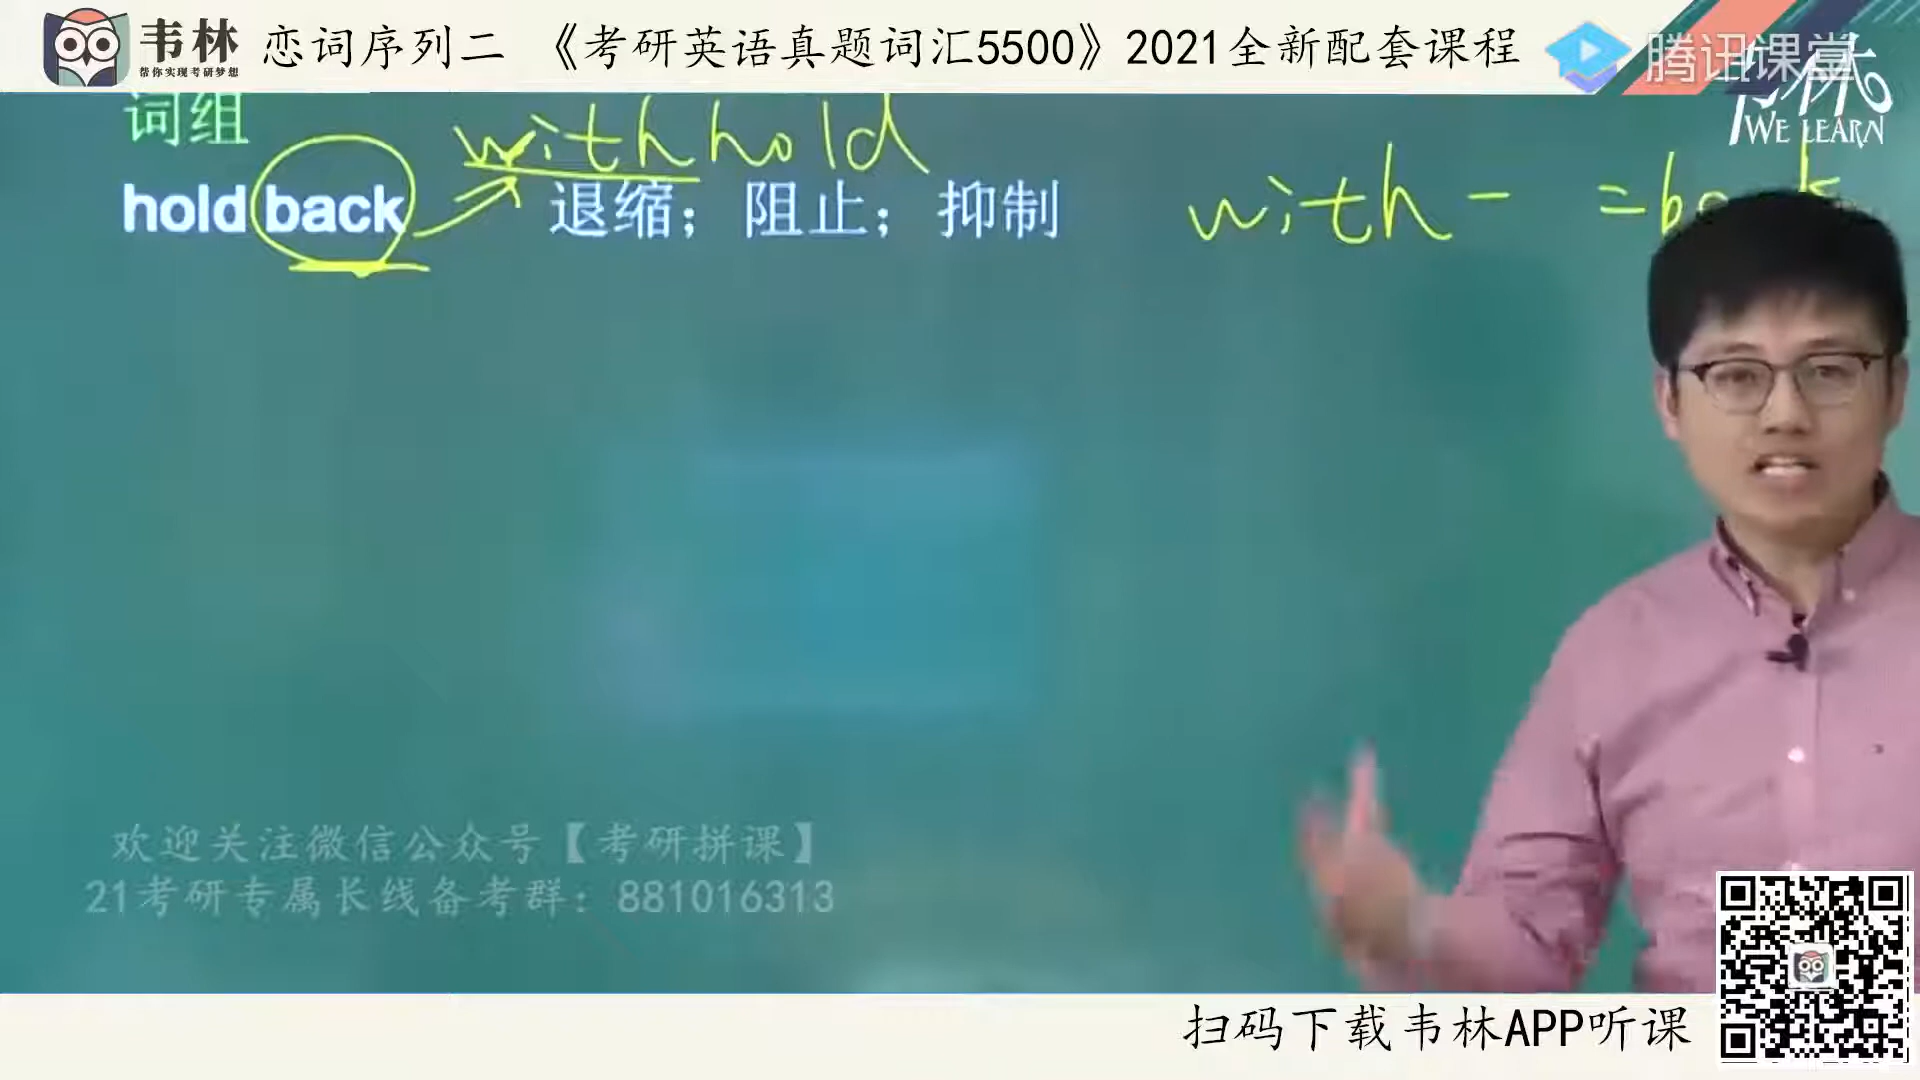 韦林
帮你实现考研梦想
恋词序列二 《考研英语真题词汇5500》2021全新配套课程
腾讯课堂
韦林
WE LEARN
词组
withhold
hold back 退缩；阻止；抑制
with- =back
欢迎关注微信公众号【考研拼课】
21考研专属长线备考群：881016313
扫码下载韦林APP听课